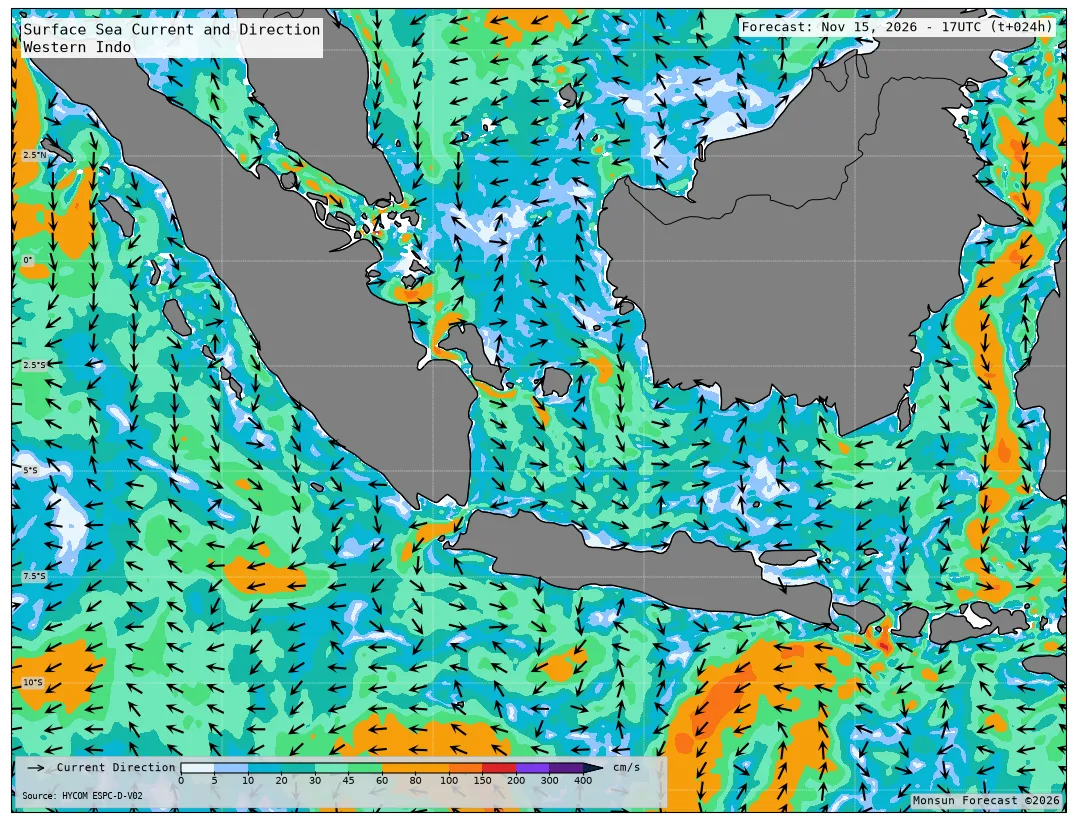 Surface Sea Current and Direction
Western Indo
Forecast: Nov 15, 2026 - 17UTC (t+024h)
2.5°N
0°
2.5°S
5°S
7.5°S
10°S
Current Direction
0 5 10 20 30 45 60 80 100 150 200 300 400
cm/s
Source: HYCOM ESPC-D-V02
Monsun Forecast ©2026